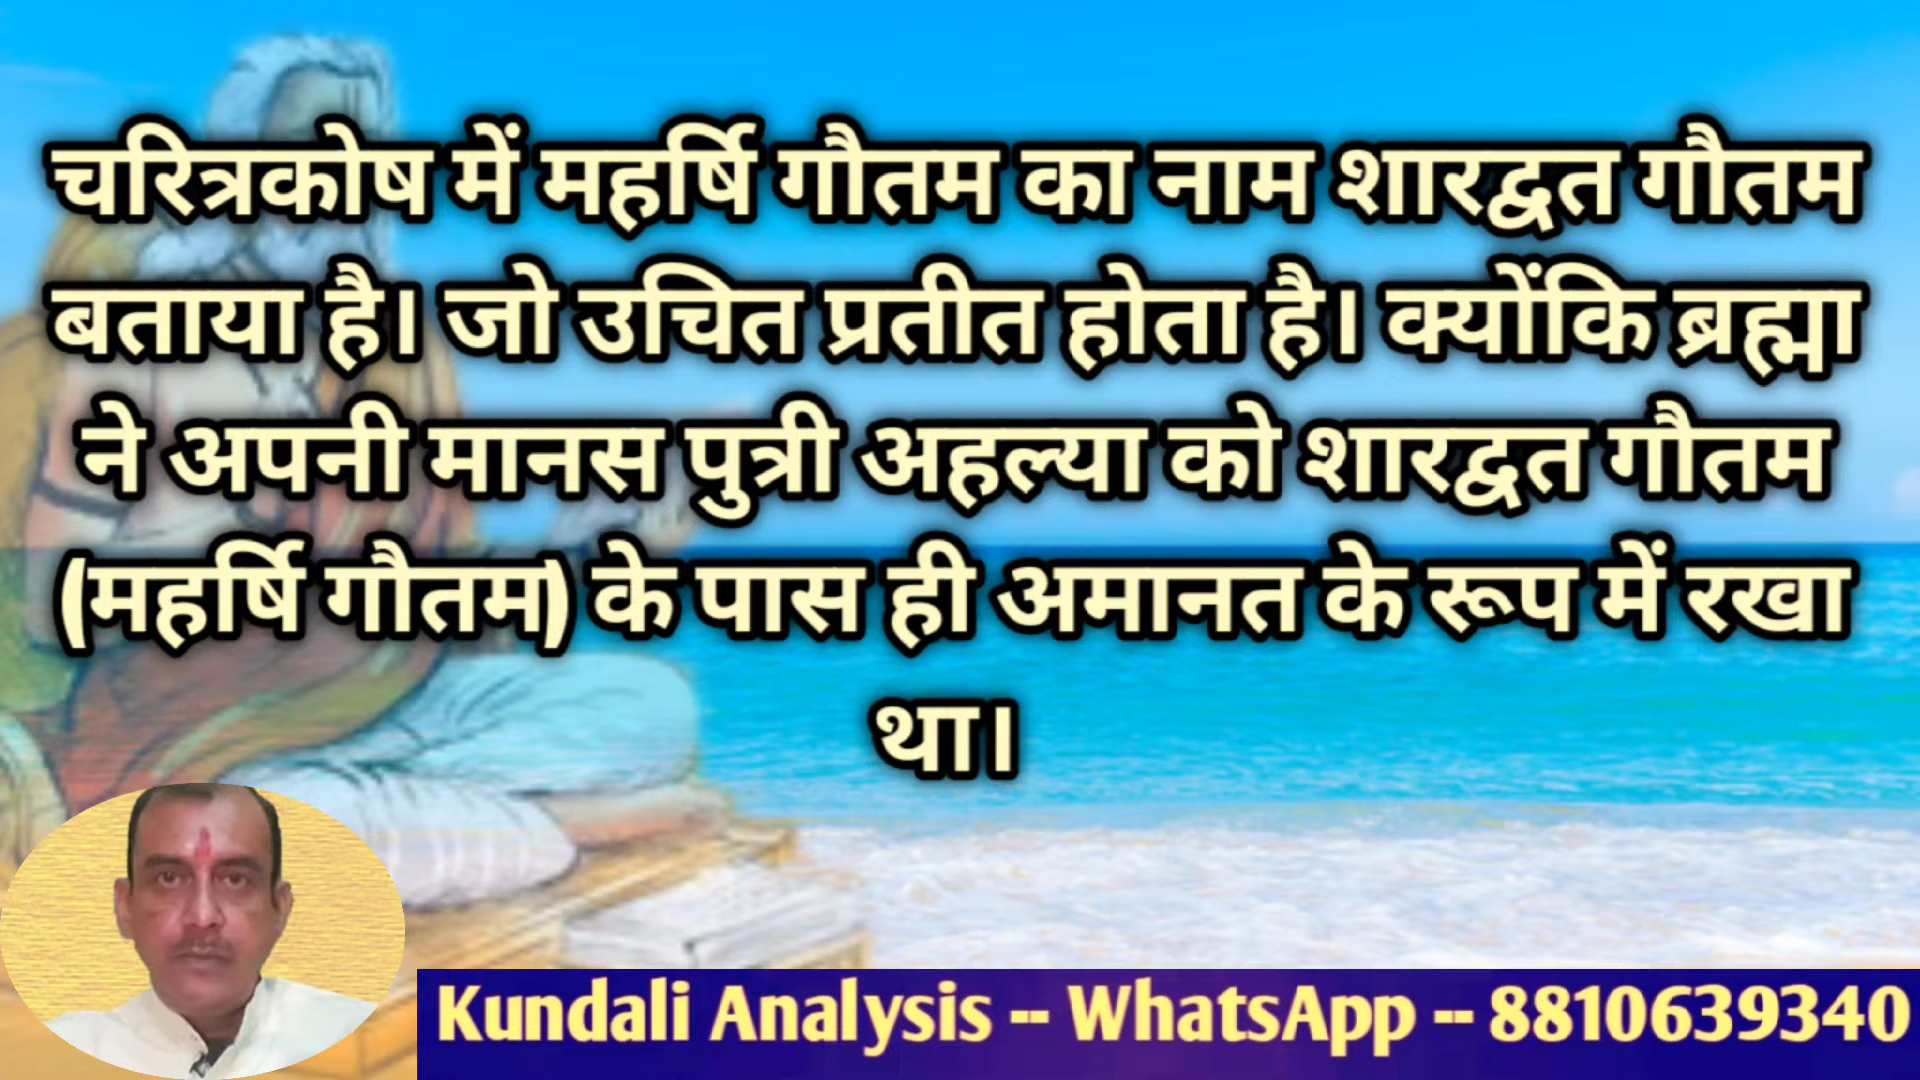 चरित्रकोष में महर्षि गौतम का नाम शारद्वत गौतम
बताया है। जो उचित प्रतीत होता है। क्योंकि ब्रह्मा
ने अपनी मानस पुत्री अहल्या को शारद्वत गौतम
(महर्षि गौतम) के पास ही अमानत के रूप में रखा
था।
Kundali Analysis -- WhatsApp -- 8810639340